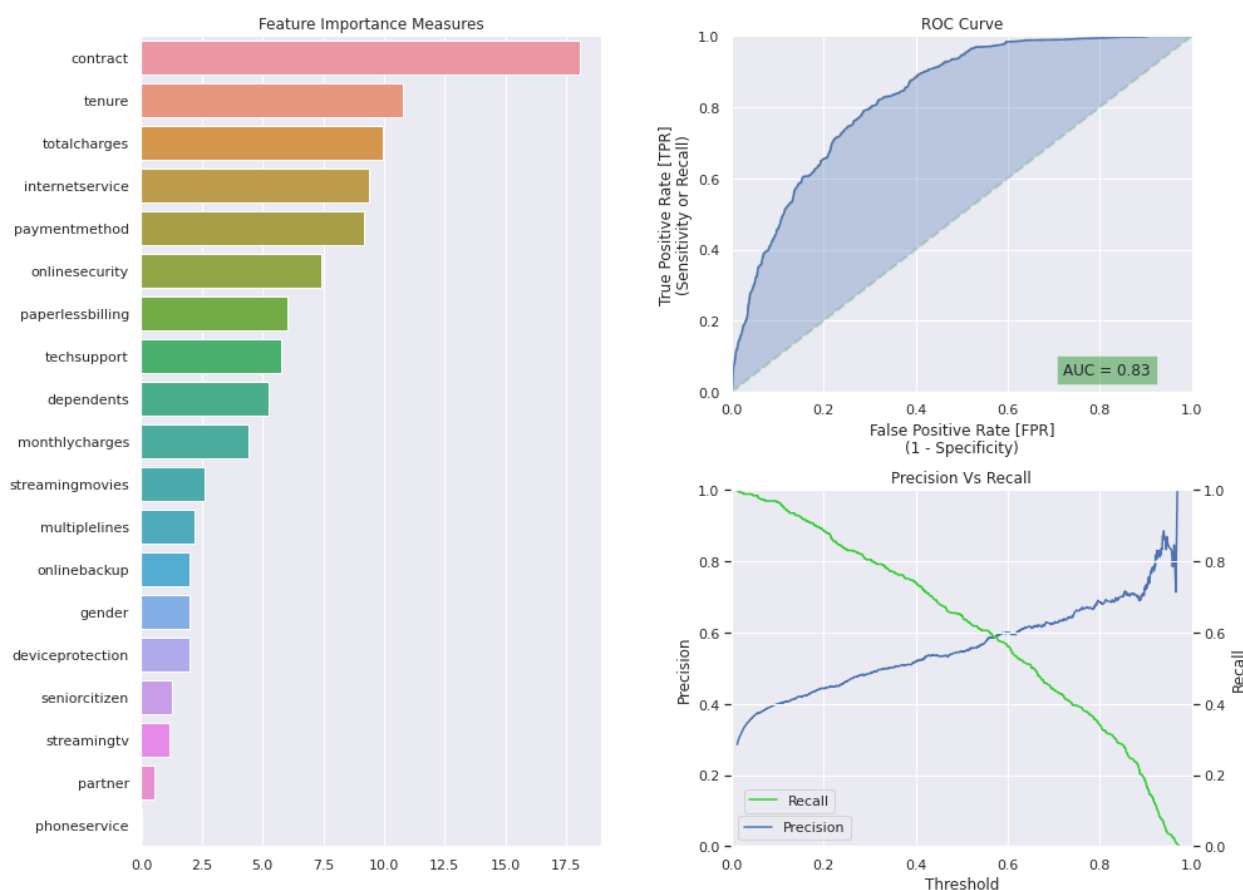 Feature Importance Measures
contract
tenure
totalcharges
internetservice
paymentmethod
onlinesecurity
paperlessbilling
techsupport
dependents
monthlycharges
streamingmovies
multiplelines
onlinebackup
gender
deviceprotection
seniorcitizen
streamingtv
partner
phoneservice
0.0 2.5 5.0 7.5 10.0 12.5 15.0 17.5
ROC Curve
True Positive Rate [TPR]
(Sensitivity or Recall)
1.0
0.8
0.6
0.4
0.2
0.0
AUC = 0.83
0.0 0.2 0.4 0.6 0.8 1.0
False Positive Rate [FPR]
(1 - Specificity)
Precision Vs Recall
Precision
1.0
0.8
0.6
0.4
0.2
0.0
Recall
Precision
1.0
0.8
0.6
0.4
0.2
0.0
Recall
0.0 0.2 0.4 0.6 0.8 1.0
Threshold